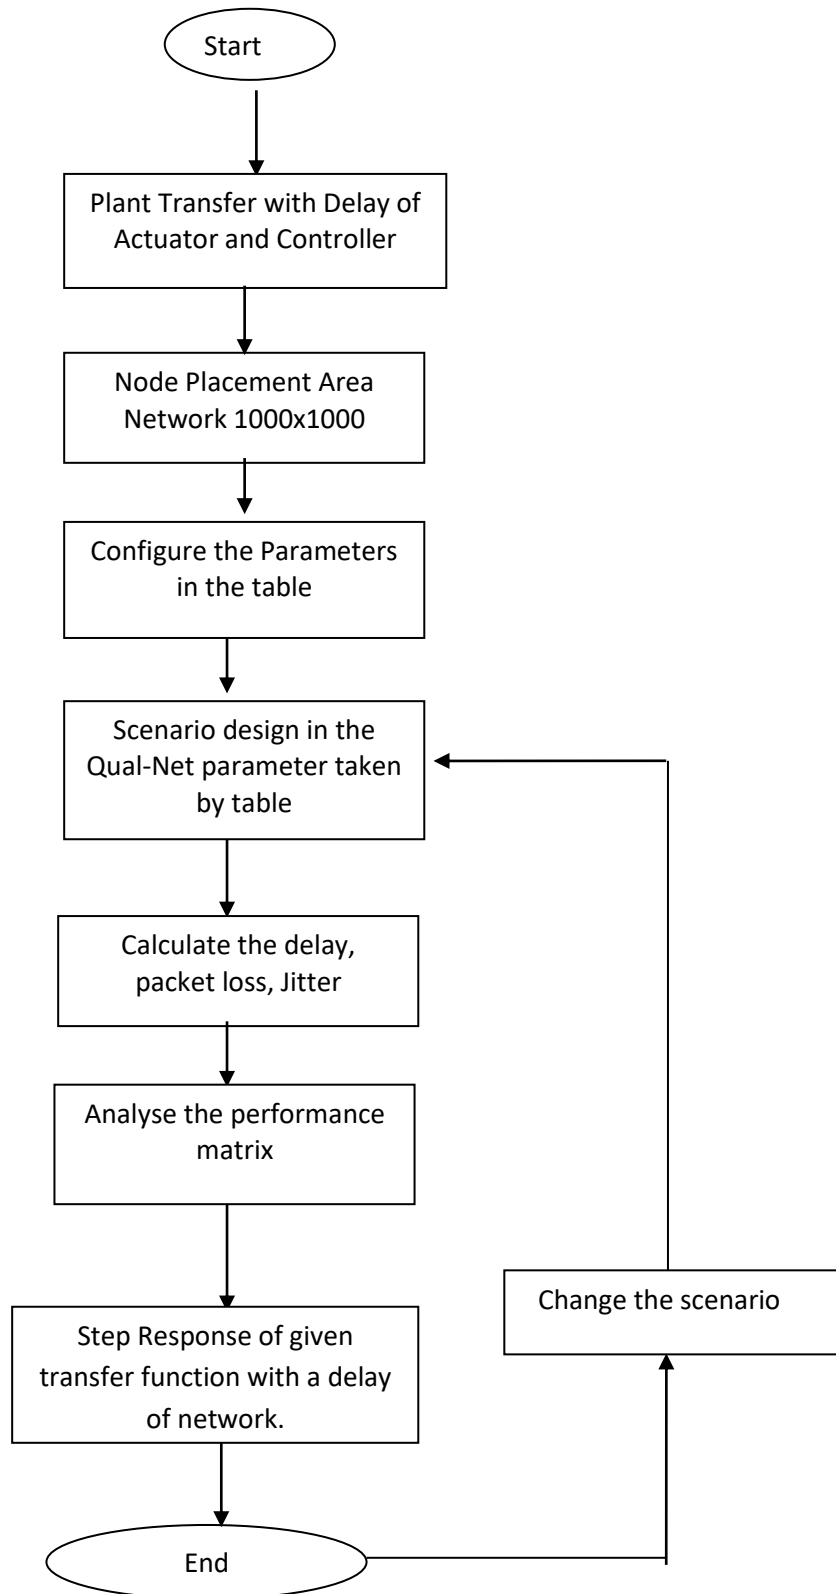 Start
Plant Transfer with Delay of
Actuator and Controller
Node Placement Area
Network 1000x1000
Configure the Parameters
in the table
Scenario design in the
Qual-Net parameter taken
by table
Calculate the delay,
packet loss, Jitter
Analyse the performance
matrix
Change the scenario
Step Response of given
transfer function with a delay
of network.
End